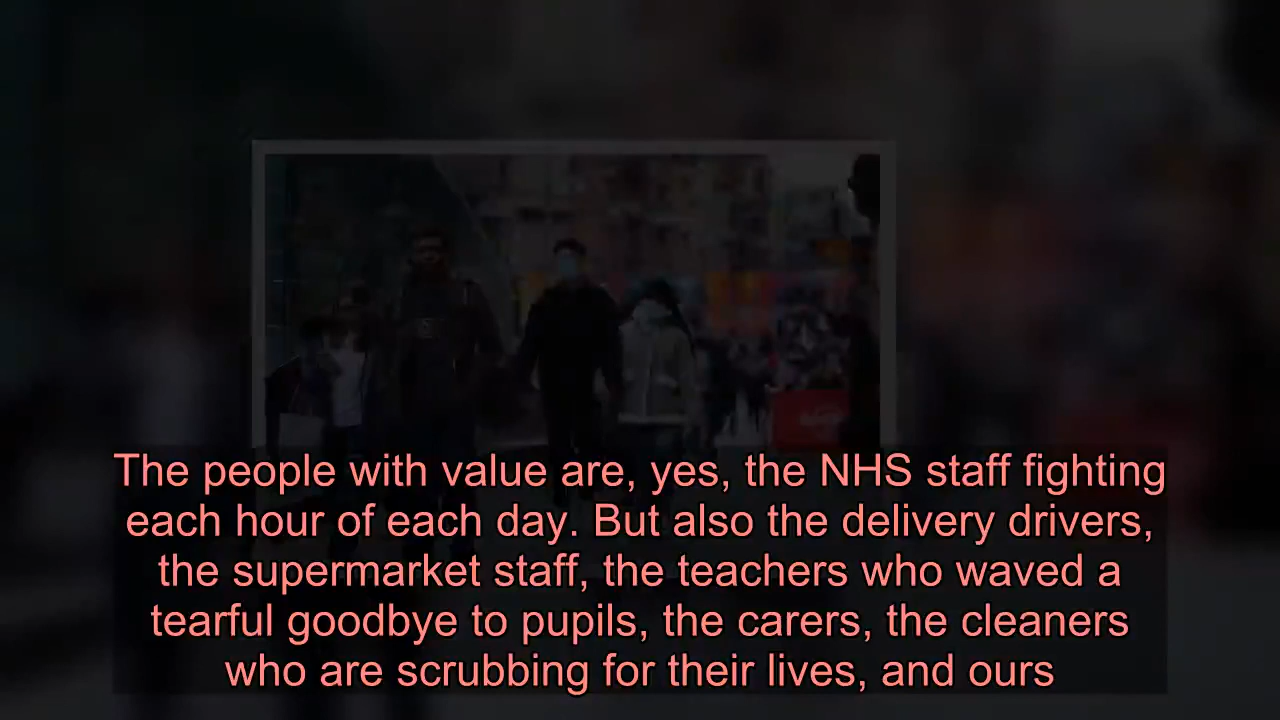 The people with value are, yes, the NHS staff fighting
each hour of each day. But also the delivery drivers,
the supermarket staff, the teachers who waved a
tearful goodbye to pupils, the carers, the cleaners
who are scrubbing for their lives, and ours